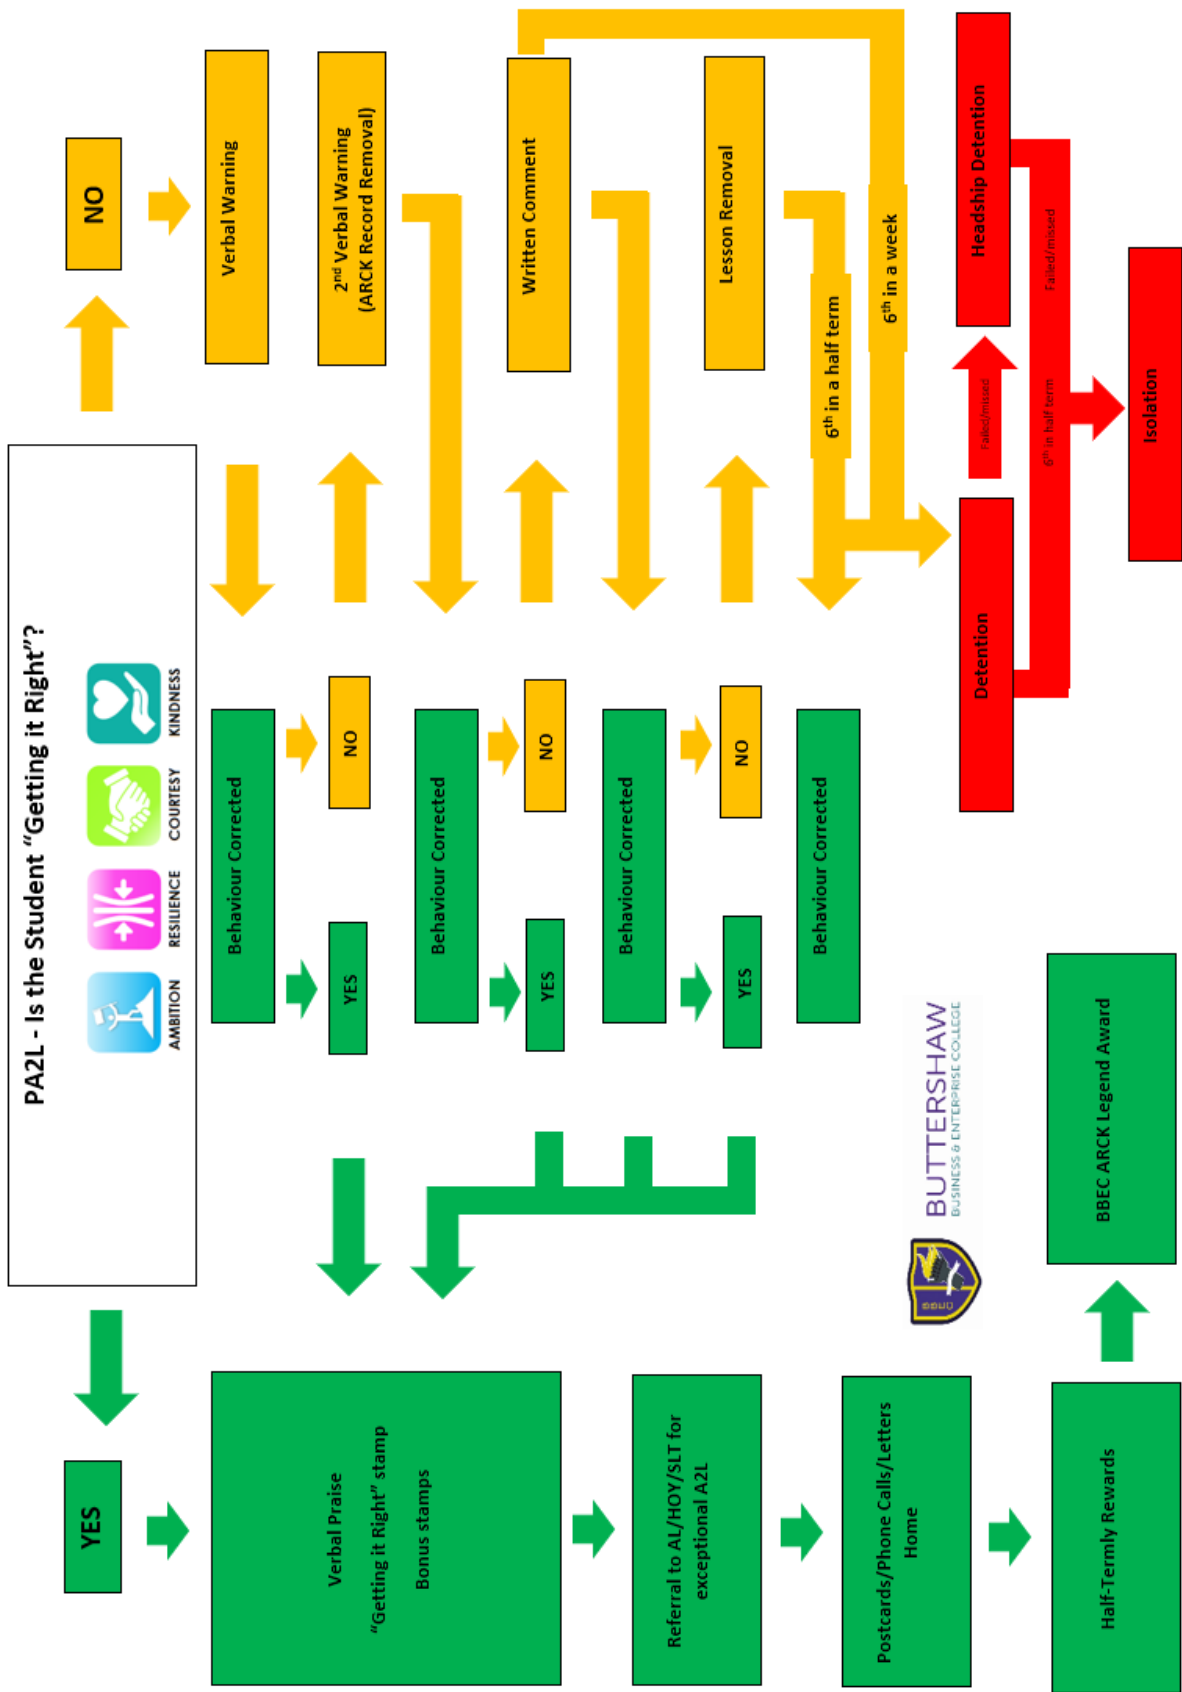 PA2L - Is the Student “Getting it Right”?
AMBITION
RESILIENCE
COURTESY
KINDNESS
YES
NO
Verbal Praise
“Getting it Right” stamp
Bonus stamps
Referral to AL/HOY/SLT for
exceptional A2L
Postcards/Phone Calls/Letters
Home
Half-Termly Rewards
BBEC ARCK Legend Award
Behaviour Corrected
YES
NO
Behaviour Corrected
YES
NO
Behaviour Corrected
YES
NO
Behaviour Corrected
Verbal Warning
2nd Verbal Warning
(ARCK Record Removal)
Written Comment
Lesson Removal
6th in a half term
6th in a week
Detention
Failed/missed
Headship Detention
6th in half term
Failed/missed
Isolation
BUTTERSHAW
BUSINESS & ENTERPRISE COLLEGE